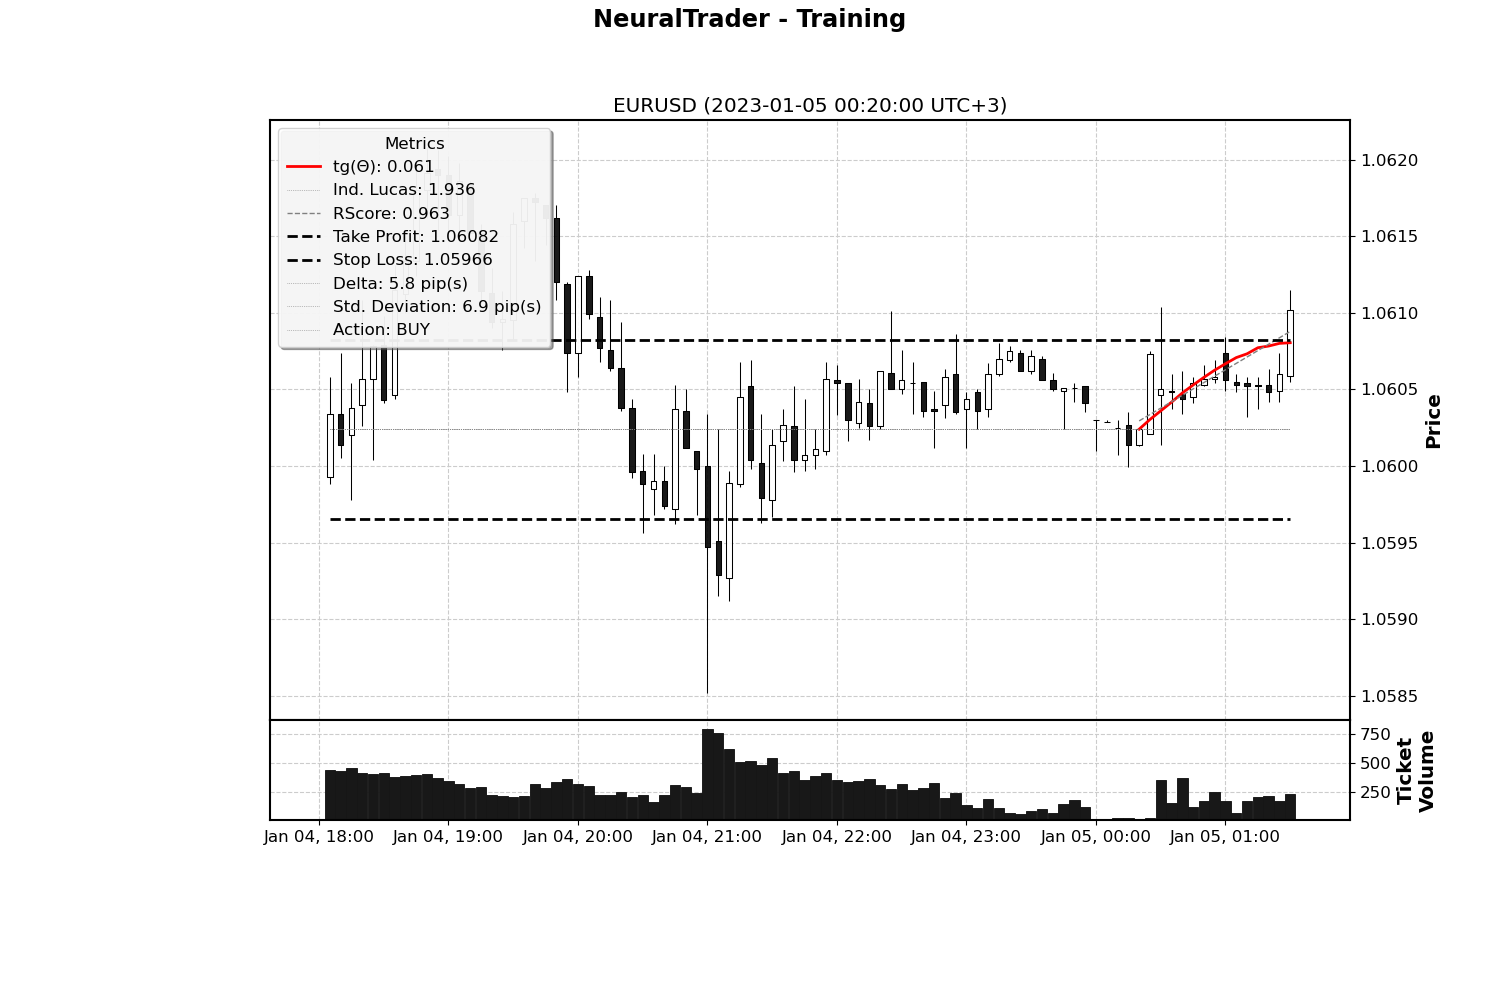 NeuralTrader - Training
EURUSD (2023-01-05 00:20:00 UTC+3)
Metrics
tg(Θ): 0.061
Ind. Lucas: 1.936
RScore: 0.963
Take Profit: 1.06082
Stop Loss: 1.05966
Delta: 5.8 pip(s)
Std. Deviation: 6.9 pip(s)
Action: BUY
1.0620
1.0615
1.0610
1.0605
1.0600
1.0595
1.0590
1.0585
Price
750
500
250
Ticket
Volume
Jan 04, 18:00
Jan 04, 19:00
Jan 04, 20:00
Jan 04, 21:00
Jan 04, 22:00
Jan 04, 23:00
Jan 05, 00:00
Jan 05, 01:00